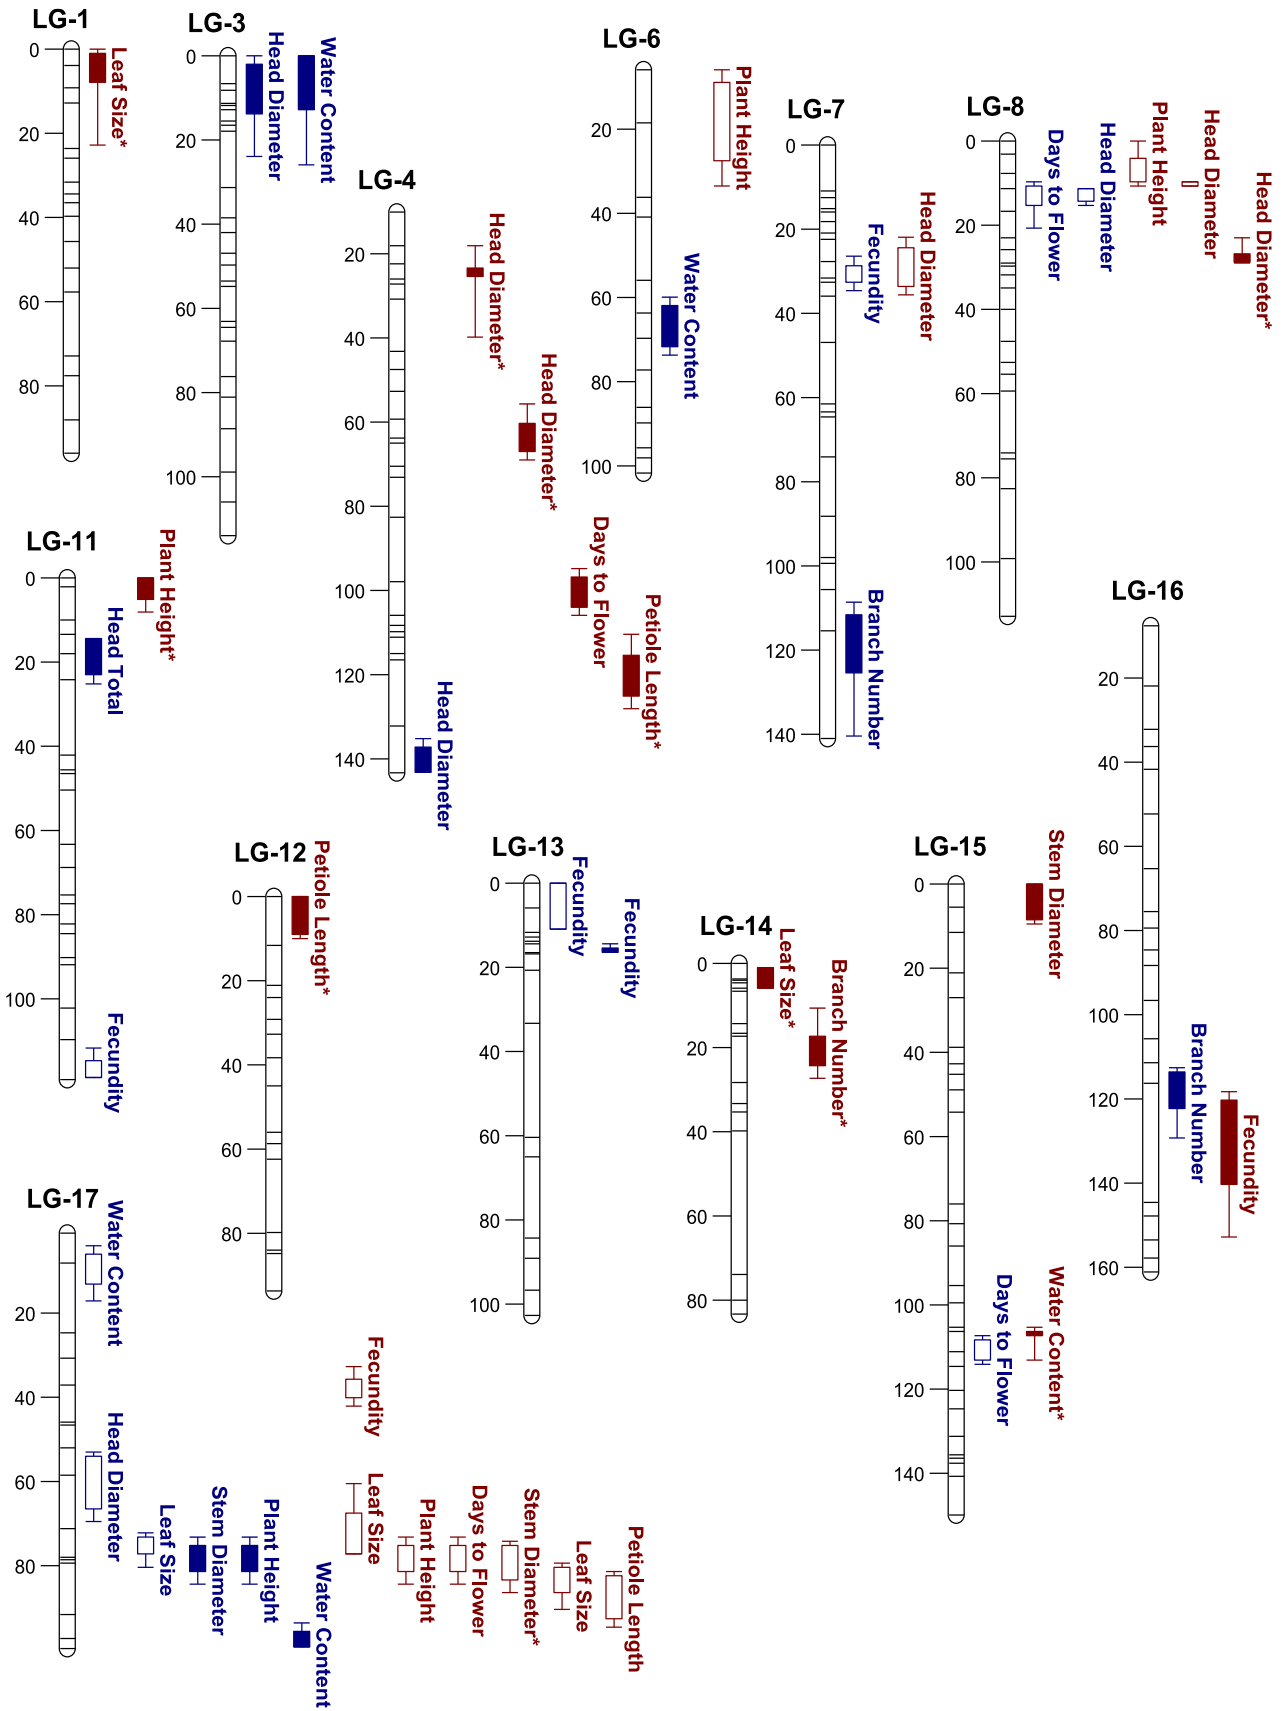 LG-1
0
20
40
60
80
Leaf Size*
LG-3
0
20
40
60
80
100
Head Diameter
Water Content
LG-4
20
40
60
80
100
120
140
Head Diameter*
Head Diameter*
Days to Flower
Petiole Length*
Head Diameter
LG-6
20
40
60
80
100
Plant Height
Water Content
LG-7
0
20
40
60
80
100
120
140
Fecundity
Head Diameter
Branch Number
LG-8
0
20
40
60
80
100
Days to Flower
Head Diameter
Plant Height
Head Diameter
Head Diameter*
LG-11
0
20
40
60
80
100
Head Total
Plant Height*
Fecundity
LG-12
0
20
40
60
80
Petiole Length*
LG-13
0
20
40
60
80
100
Fecundity
Fecundity
LG-14
0
20
40
60
80
Leaf Size*
Branch Number*
LG-15
0
20
40
60
80
100
120
140
Stem Diameter
Days to Flower
Water Content*
LG-16
20
40
60
80
100
120
140
160
Branch Number
Fecundity
LG-17
20
40
60
80
Water Content
Head Diameter
Leaf Size
Stem Diameter
Plant Height
Water Content
Fecundity
Leaf Size
Plant Height
Days to Flower
Stem Diameter*
Leaf Size
Petiole Length